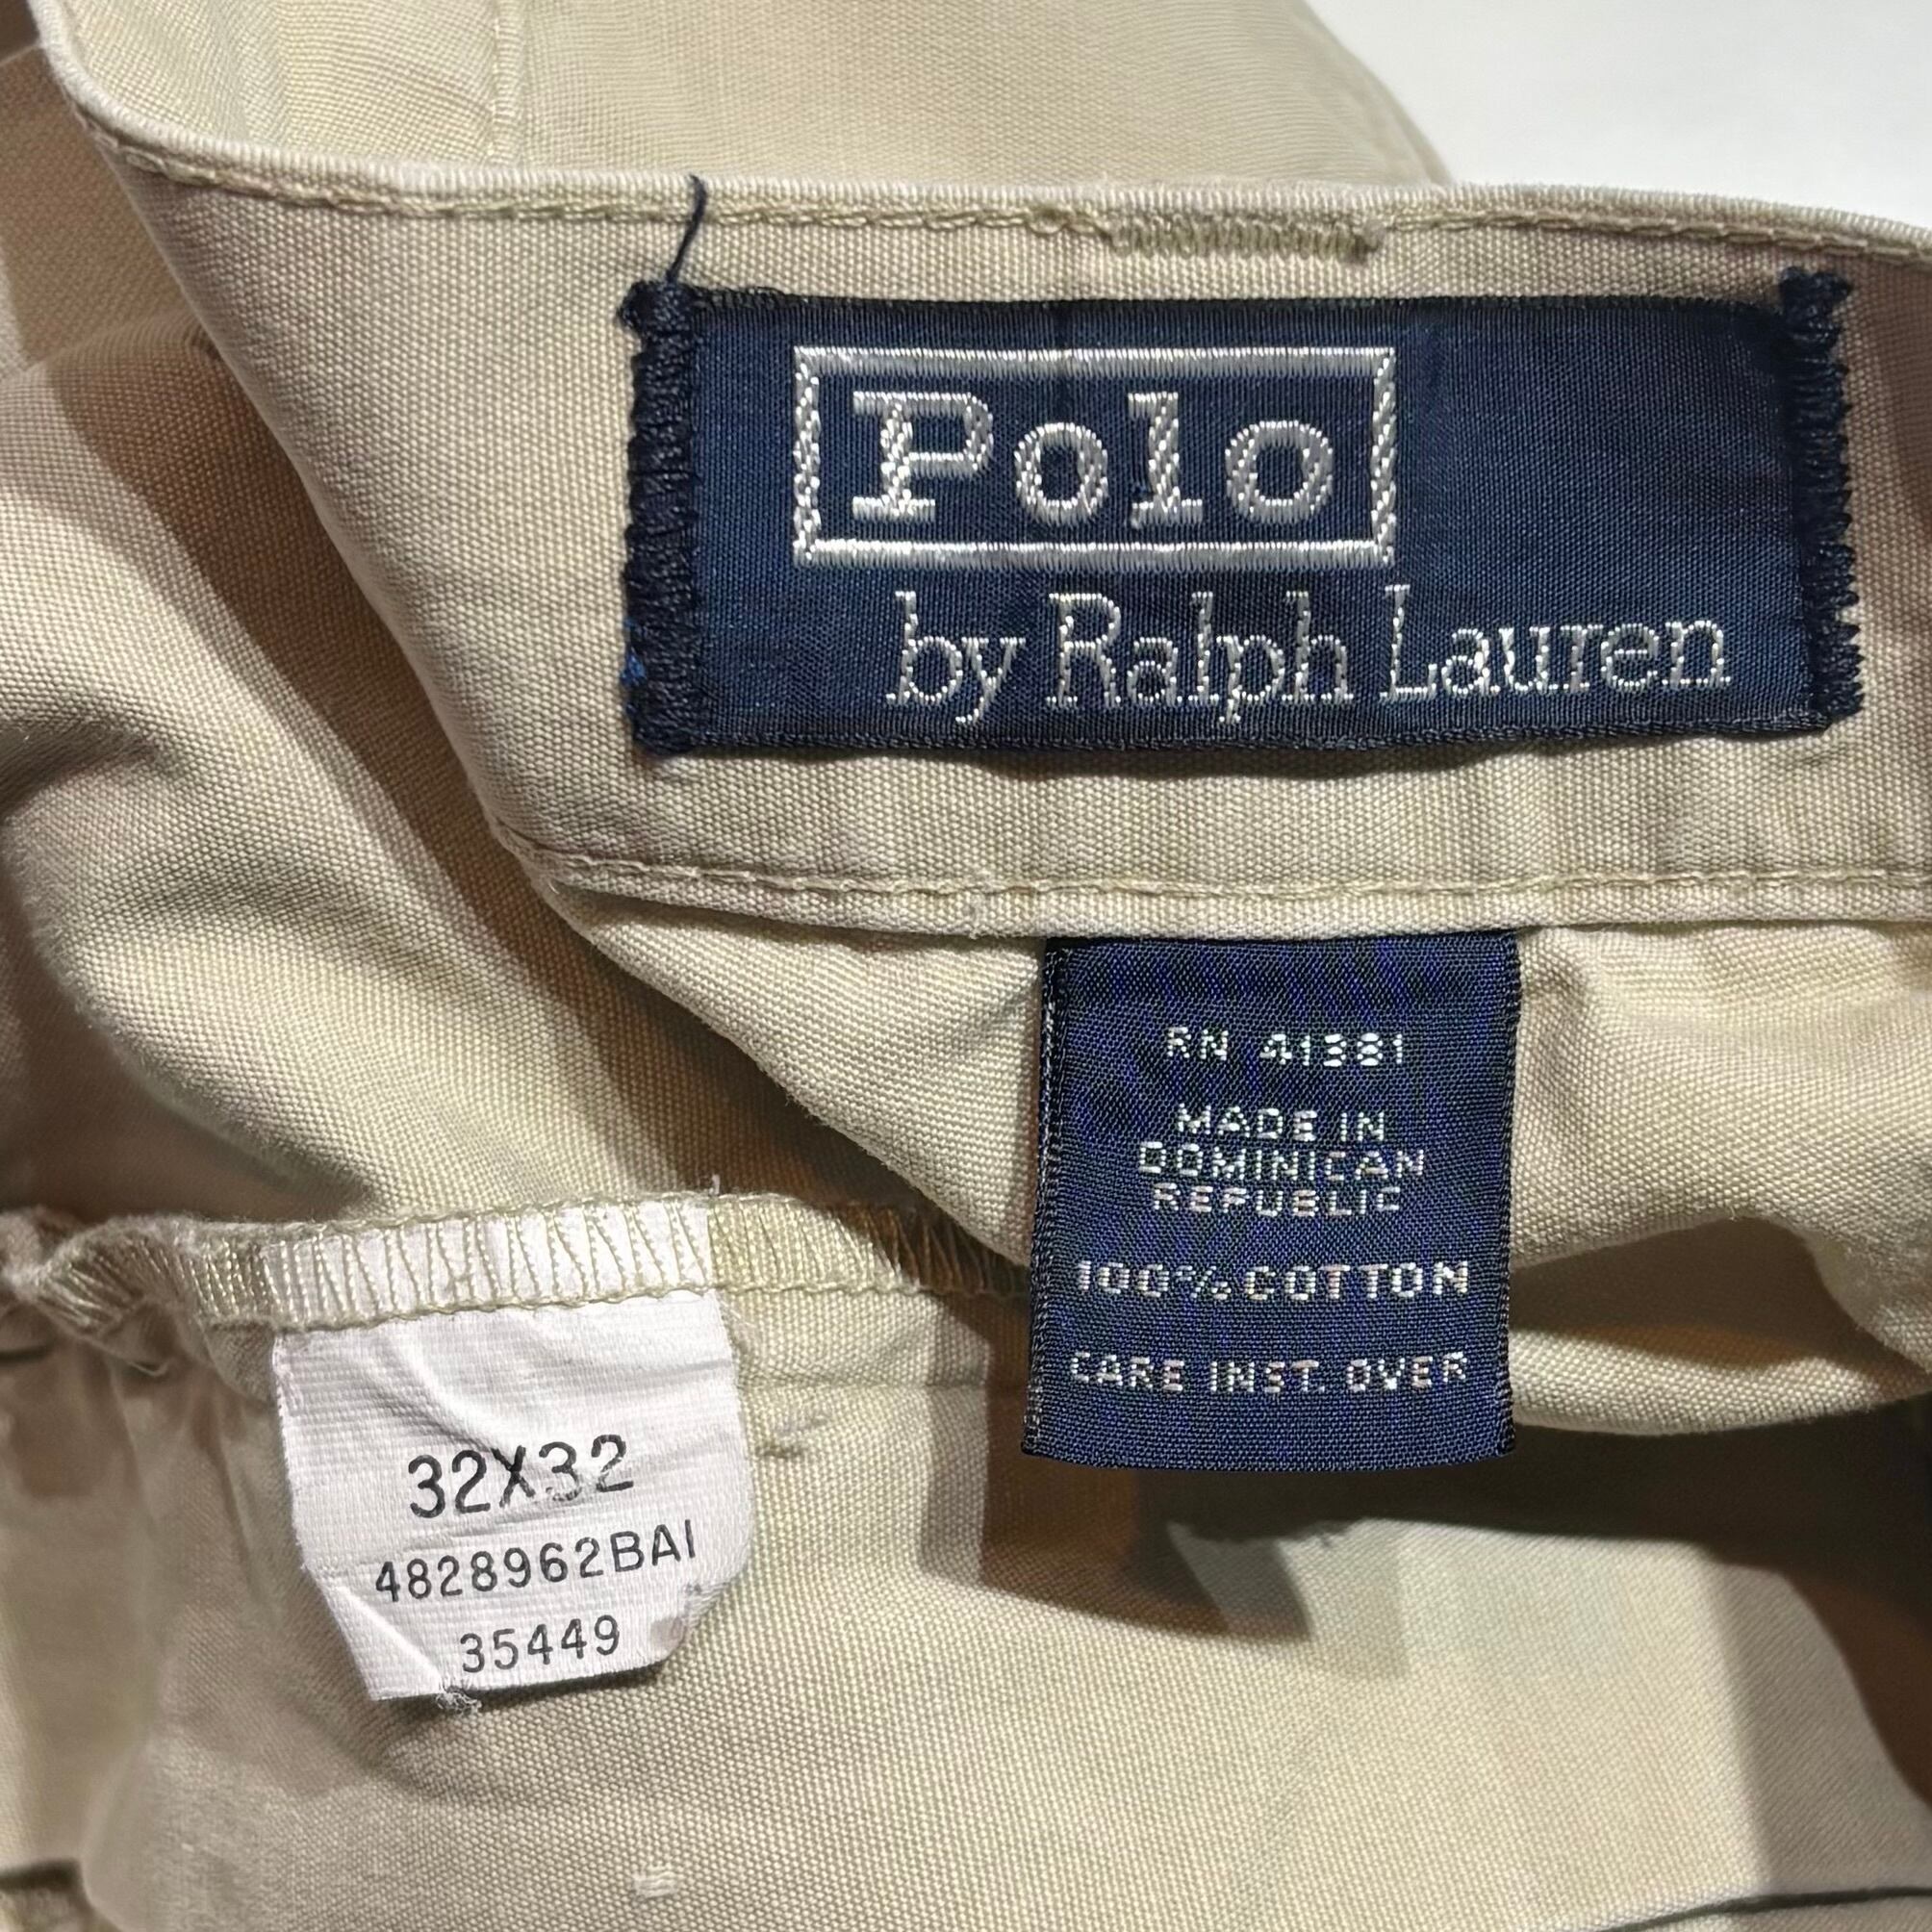 Polo
by Ralph Lauren
RN 41381
MADE IN
DOMINICAN
REPUBLIC
100% COTTON
CARE INST. OVER
32X32
4828962BAI
35449